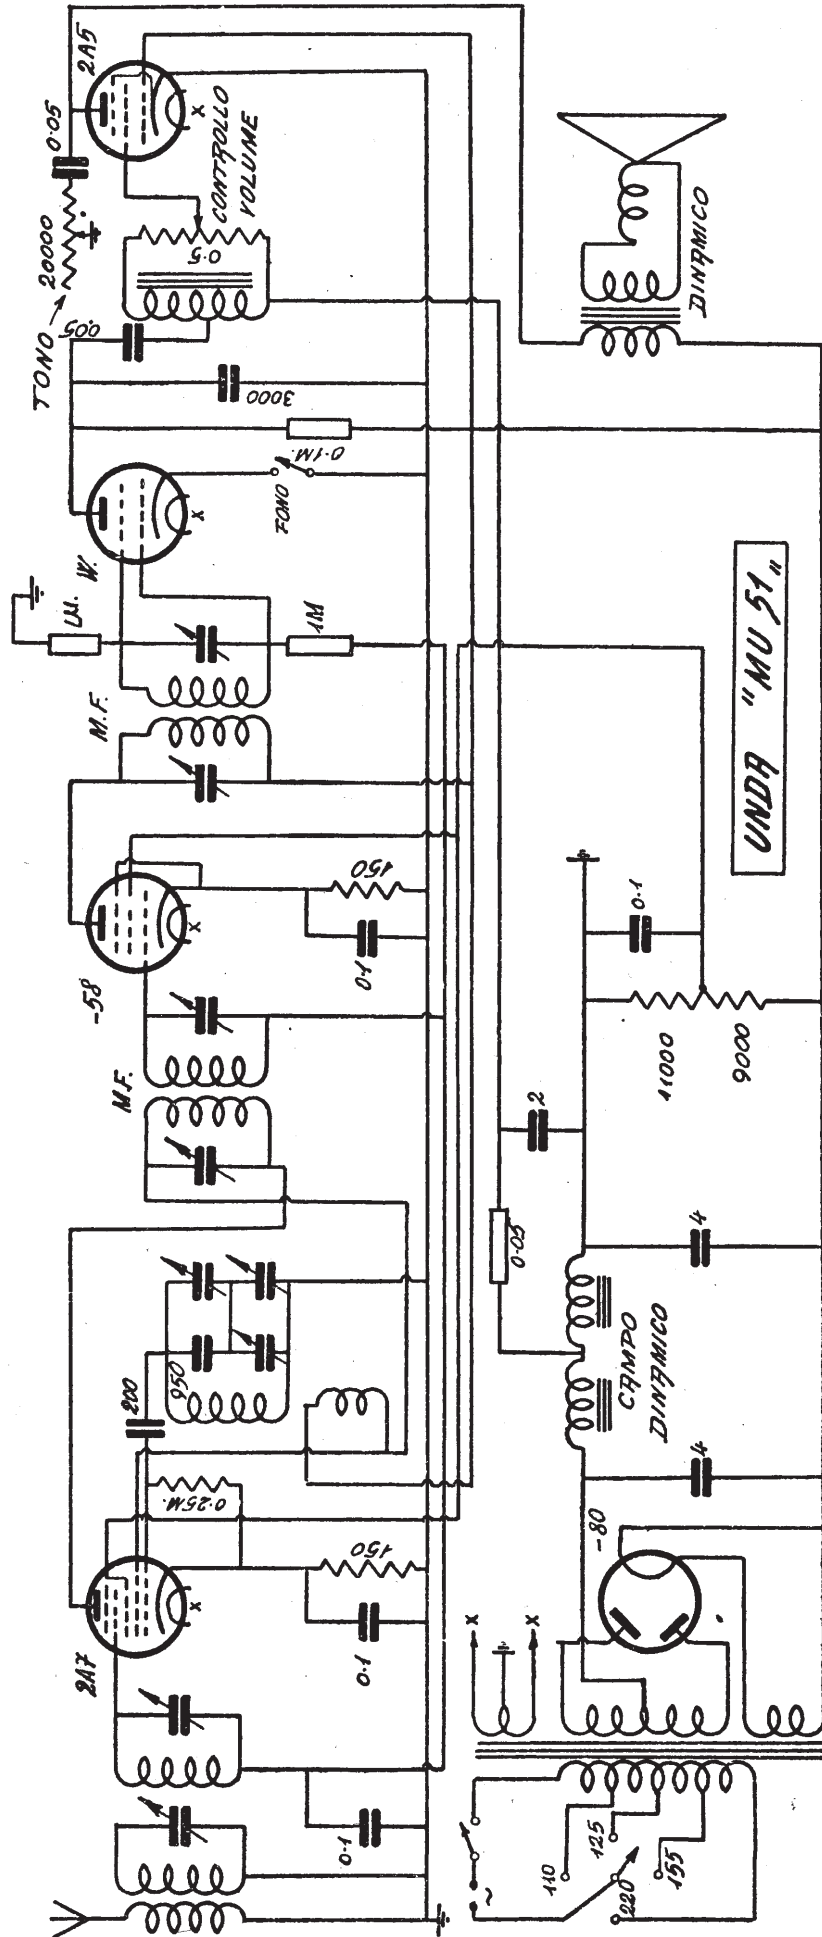 2A7
0.1
0.1
150
0.25M.
200
950
M.F.
-58
0.1
150
M.F.
1M.
W.
1M
FONO
0.1M.
3000
0.05
TONO
20000
0.05
0.5
2A5
CONTROLLO
VOLUME
X
X
X
X
~
110
125
155
220
X
X
-80
4
CAMPO
DINAMICO
4
0.05
2
11000
9000
0.1
UNDA "MU 51"
DINAMICO